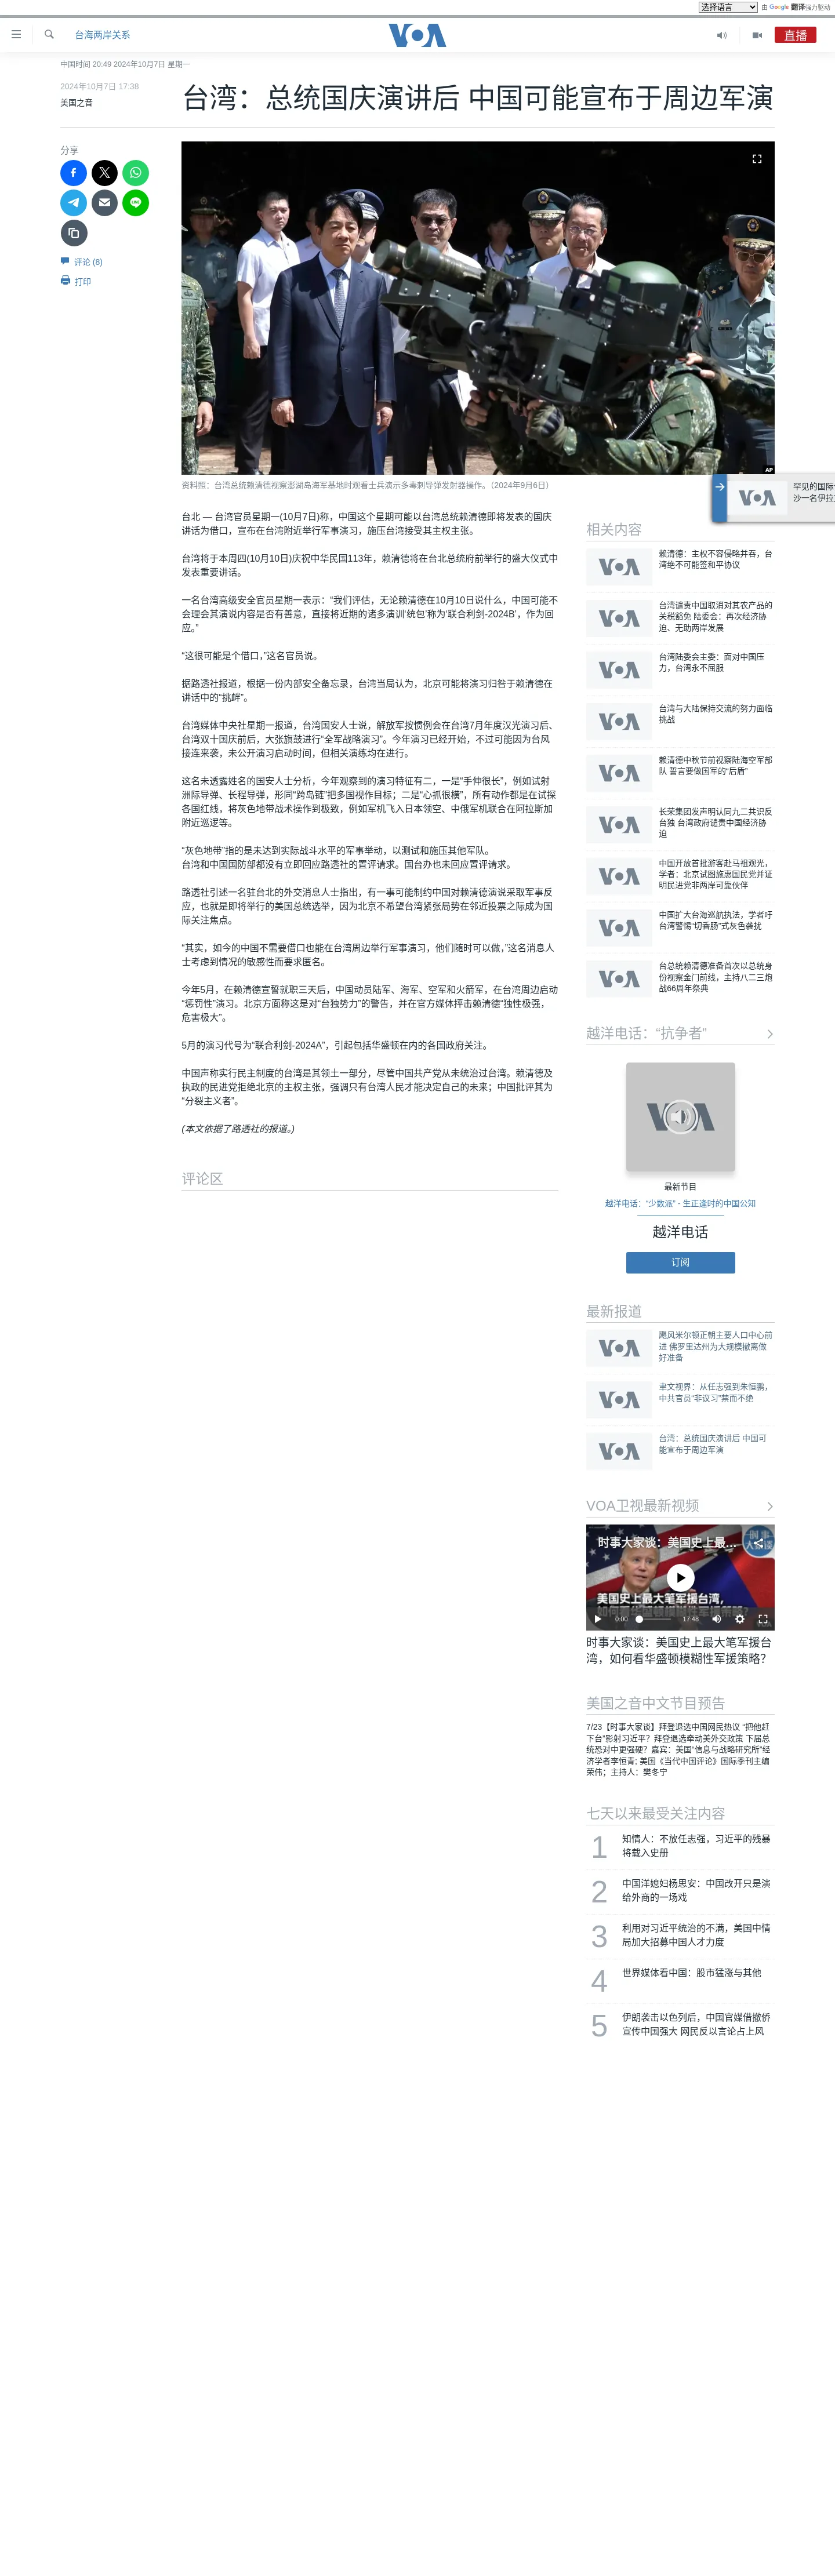 选择语言 由 Google 翻译强力驱动
台海两岸关系
VOA
直播
中国时间 20:49 2024年10月7日 星期一
2024年10月7日 17:38
美国之音
台湾：总统国庆演讲后 中国可能宣布于周边军演
分享
评论 (8)
打印
AP
资料照：台湾总统赖清德视察澎湖岛海军基地时观看士兵演示多毒刺导弹发射器操作。（2024年9月6日）
VOA
罕见的国际
沙一名伊拉
台北 — 台湾官员星期一(10月7日)称，中国这个星期可能以台湾总统赖清德即将发表的国庆
讲话为借口，宣布在台湾附近举行军事演习，施压台湾接受其主权主张。
台湾将于本周四(10月10日)庆祝中华民国113年，赖清德将在台北总统府前举行的盛大仪式中
发表重要讲话。
一名台湾高级安全官员星期一表示：“我们评估，无论赖清德在10月10日说什么，中国可能不
会理会其演说内容是否有善意，直接将近期的诸多演训‘统包’称为‘联合利剑-2024B’，作为回
应。”
“这很可能是个借口，”这名官员说。
据路透社报道，根据一份内部安全备忘录，台湾当局认为，北京可能将演习归咎于赖清德在
讲话中的“挑衅”。
台湾媒体中央社星期一报道，台湾国安人士说，解放军按惯例会在台湾7月年度汉光演习后、
台湾双十国庆前后，大张旗鼓进行“全军战略演习”。今年演习已经开始，不过可能因为台风
接连来袭，未公开演习启动时间，但相关演练均在进行。
这名未透露姓名的国安人士分析，今年观察到的演习特征有二，一是“手伸很长”，例如试射
洲际导弹、长程导弹，形同“跨岛链”把多国视作目标；二是“心抓很横”，所有动作都是在试探
各国红线，将灰色地带战术操作到极致，例如军机飞入日本领空、中俄军机联合在阿拉斯加
附近巡逻等。
“灰色地带”指的是未达到实际战斗水平的军事举动，以测试和施压其他军队。
台湾和中国国防部都没有立即回应路透社的置评请求。国台办也未回应置评请求。
路透社引述一名驻台北的外交消息人士指出，有一事可能制约中国对赖清德演说采取军事反
应，也就是即将举行的美国总统选举，因为北京不希望台湾紧张局势在邻近投票之际成为国
际关注焦点。
“其实，如今的中国不需要借口也能在台湾周边举行军事演习，他们随时可以做，”这名消息人
士考虑到情况的敏感性而要求匿名。
今年5月，在赖清德宣誓就职三天后，中国动员陆军、海军、空军和火箭军，在台湾周边启动
“惩罚性”演习。北京方面称这是对“台独势力”的警告，并在官方媒体抨击赖清德“独性极强，
危害极大”。
5月的演习代号为“联合利剑-2024A”，引起包括华盛顿在内的各国政府关注。
中国声称实行民主制度的台湾是其领土一部分，尽管中国共产党从未统治过台湾。赖清德及
执政的民进党拒绝北京的主权主张，强调只有台湾人民才能决定自己的未来；中国批评其为
“分裂主义者”。
(本文依据了路透社的报道。)
评论区
相关内容
VOA
赖清德：主权不容侵略并吞，台
湾绝不可能签和平协议
VOA
台湾谴责中国取消对其农产品的
关税豁免 陆委会：再次经济胁
迫、无助两岸发展
VOA
台湾陆委会主委：面对中国压
力，台湾永不屈服
VOA
台湾与大陆保持交流的努力面临
挑战
VOA
赖清德中秋节前视察陆海空军部
队 誓言要做国军的“后盾”
VOA
长荣集团发声明认同九二共识反
台独 台湾政府谴责中国经济胁
迫
VOA
中国开放首批游客赴马祖观光，
学者：北京试图施惠国民党并证
明民进党非两岸可靠伙伴
VOA
中国扩大台海巡航执法，学者吁
台湾警惕“切香肠”式灰色袭扰
VOA
台总统赖清德准备首次以总统身
份视察金门前线，主持八二三炮
战66周年祭典
越洋电话：“抗争者”
VOA
最新节目
越洋电话：“少数派” - 生正逢时的中国公知
越洋电话
订阅
最新报道
VOA
飓风米尔顿正朝主要人口中心前
进 佛罗里达州为大规模撤离做
好准备
VOA
聿文视界：从任志强到朱恒鹏，
中共官员“非议习”禁而不绝
VOA
台湾：总统国庆演讲后 中国可
能宣布于周边军演
VOA卫视最新视频
时事大家谈：美国史上最...
美国史上最大笔军援台湾，
0:00 17:48
时事大家谈：美国史上最大笔军援台
湾，如何看华盛顿模糊性军援策略？
美国之音中文节目预告
7/23【时事大家谈】拜登退选中国网民热议 “把他赶
下台”影射习近平？拜登退选牵动美外交政策 下届总
统恐对中更强硬？嘉宾：美国“信息与战略研究所”经
济学者李恒青; 美国《当代中国评论》国际季刊主编
荣伟；主持人：樊冬宁
七天以来最受关注内容
1 知情人：不放任志强，习近平的残暴
将载入史册
2 中国洋媳妇杨思安：中国改开只是演
给外商的一场戏
3 利用对习近平统治的不满，美国中情
局加大招募中国人才力度
4 世界媒体看中国：股市猛涨与其他
5 伊朗袭击以色列后，中国官媒借撤侨
宣传中国强大 网民反以言论占上风